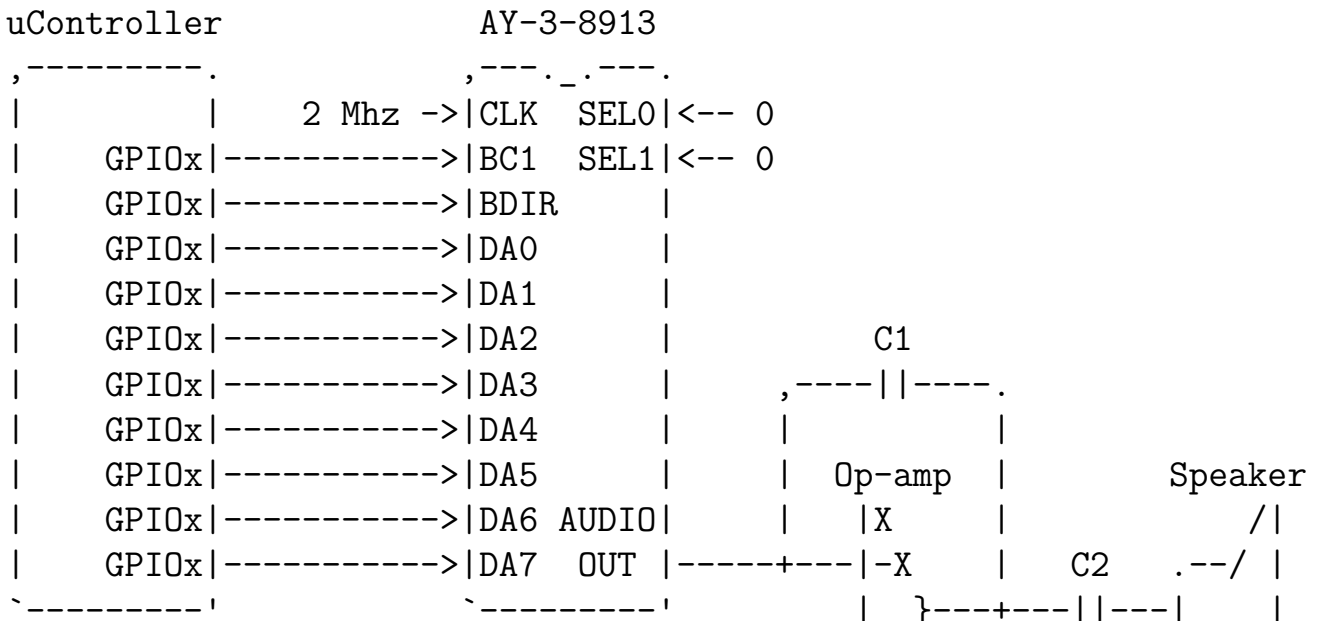 uController              AY-3-8913
,---------.             ,---._.---.
|         |    2 Mhz ->|CLK  SEL0|<-- 0
|    GPIOx|----------->|BC1  SEL1|<-- 0
|    GPIOx|----------->|BDIR     |
|    GPIOx|----------->|DA0      |
|    GPIOx|----------->|DA1      |
|    GPIOx|----------->|DA2      |          C1
|    GPIOx|----------->|DA3      |     ,----||----.
|    GPIOx|----------->|DA4      |     |          |
|    GPIOx|----------->|DA5      |     |  Op-amp  |       Speaker
|    GPIOx|----------->|DA6 AUDIO|     |   |X     |            /|
|    GPIOx|----------->|DA7  OUT |-----+---|-X    |   C2   .--/ |
`---------'            `---------'         |  }---+---||---|    |